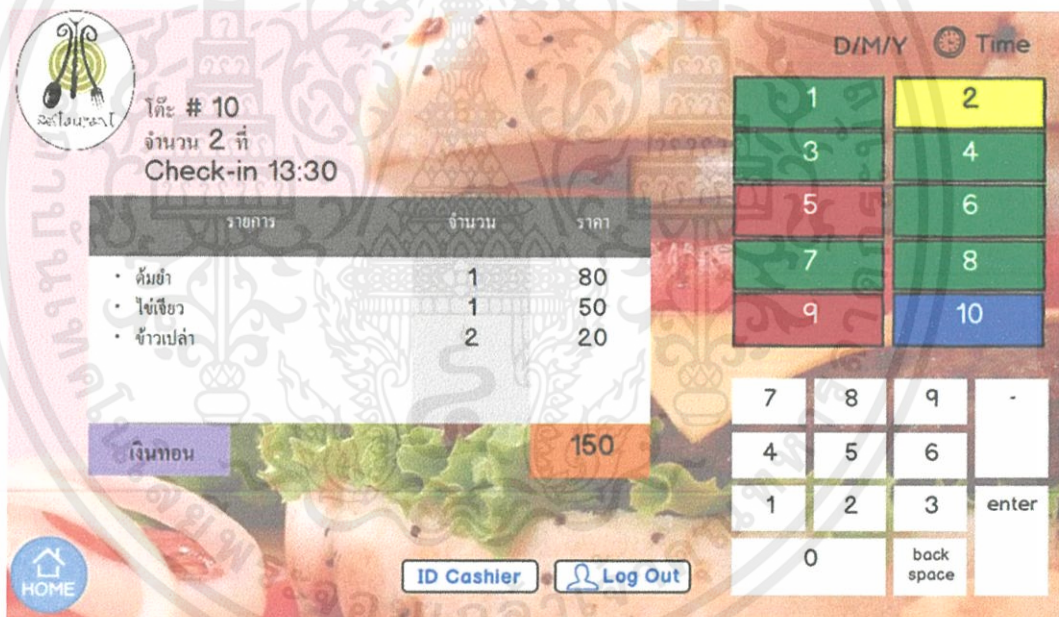 D/M/Y Time
โต๊ะ # 10
จำนวน 2 ที่
Check-in 13:30
รายการ จำนวน ราคา
· ต้มยำ 1 80
· ไข่เจียว 1 50
· ข้าวเปล่า 2 20
เงินทอน 150
1 2
3 4
5 6
7 8
9 10
7 8 9 -
4 5 6
1 2 3 enter
0 back space
HOME
ID Cashier
Log Out